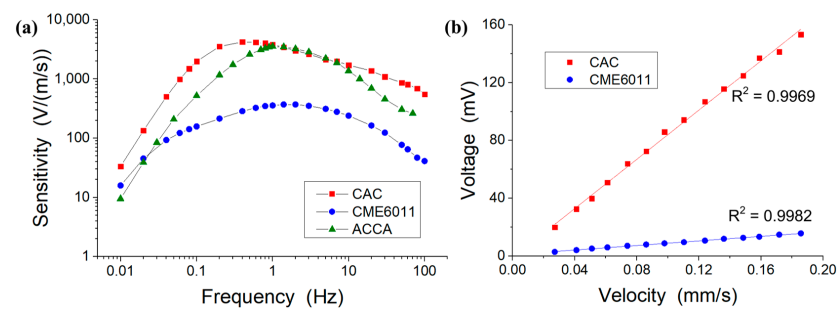 (a)
Sensitivity (V/(m/s))
10,000
1,000
100
10
1
0.01
0.1
1
10
100
Frequency (Hz)
CAC
CME6011
ACCA
(b)
Voltage (mV)
160
120
80
40
0
0.00
0.04
0.08
0.12
0.16
0.20
Velocity (mm/s)
CAC
CME6011
R² = 0.9969
R² = 0.9982